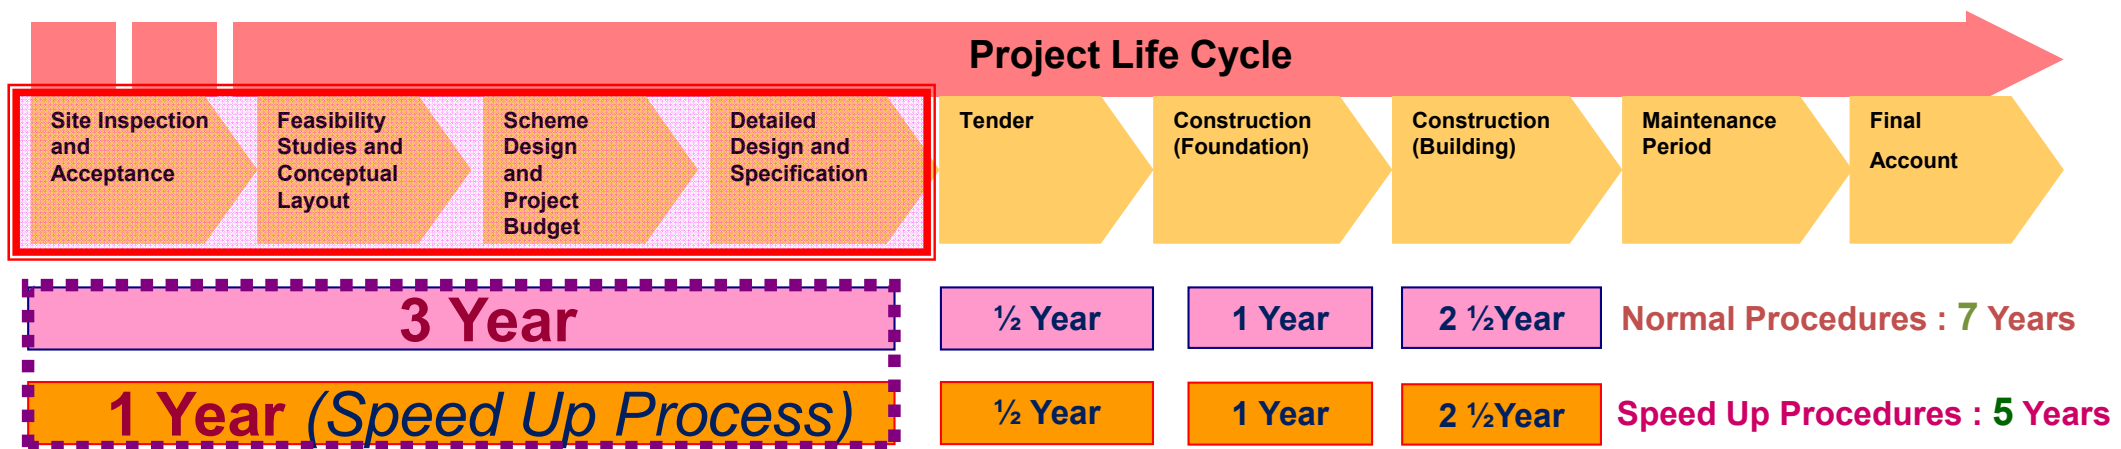 Project Life Cycle
Site Inspection
and
Acceptance
Feasibility
Studies and
Conceptual
Layout
Scheme
Design
and
Project
Budget
Detailed
Design and
Specification
Tender
Construction
(Foundation)
Construction
(Building)
Maintenance
Period
Final
Account
3 Year
½ Year
1 Year
2 ½Year
Normal Procedures : 7 Years
1 Year (Speed Up Process)
½ Year
1 Year
2 ½Year
Speed Up Procedures : 5 Years